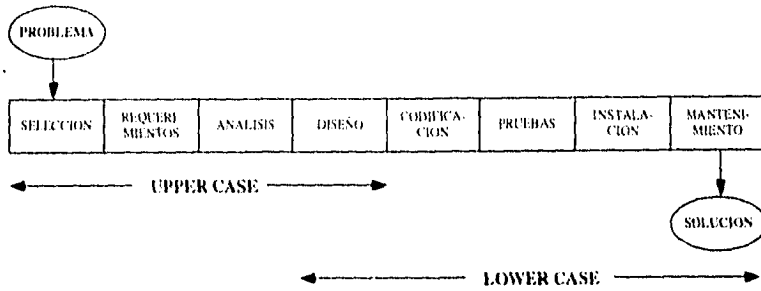 PROBLEMA
SELECCION
REQUERI
MIENTOS
ANALISIS
DISEÑO
CODIFICA-
CION
PRUEBAS
INSTALA-
CION
MANTENI-
MIENTO
UPPER CASE
SOLUCION
LOWER CASE